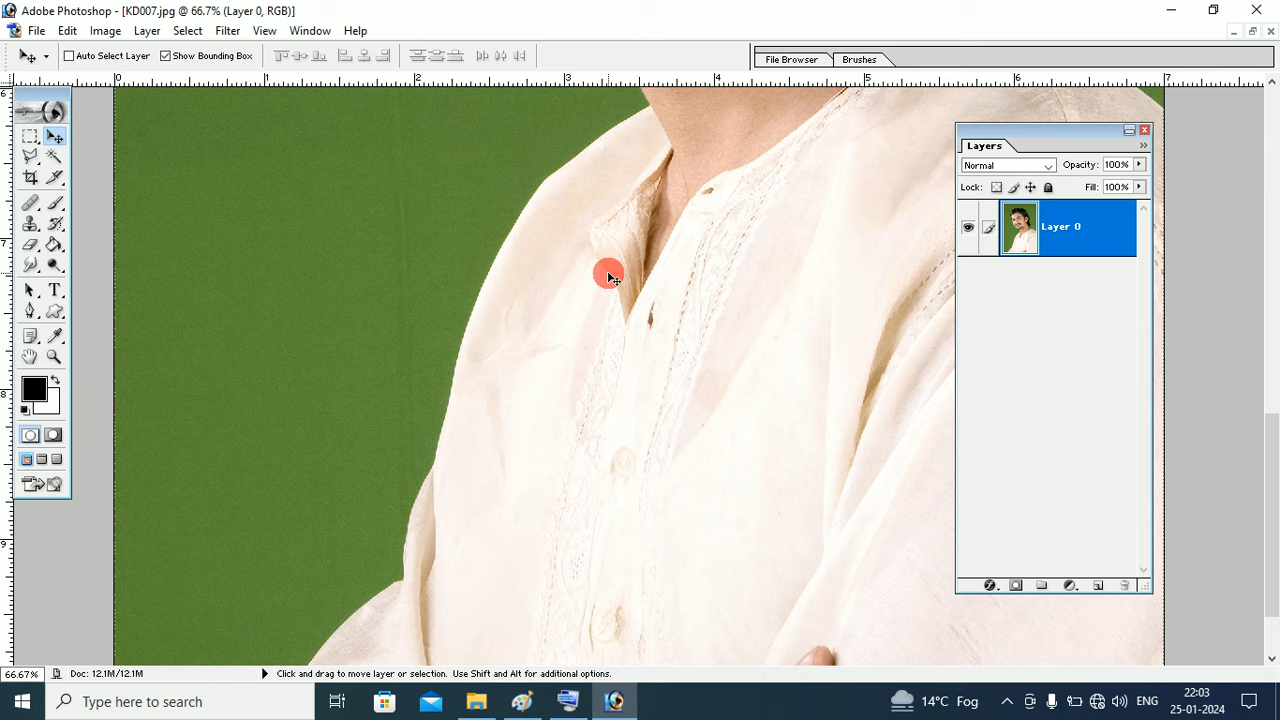 Adobe Photoshop - [KD007.jpg @ 66.7% (Layer 0, RGB)]
File Edit Image Layer Select Filter View Window Help
Auto Select Layer Show Bounding Box File Browser Brushes
0 1 2 3 4 5 6 7
6
7
8
9
Layers
Normal Opacity: 100%
Lock: Fill: 100%
Layer 0
66.67% Doc: 12.1M/12.1M Click and drag to move layer or selection. Use Shift and Alt for additional options.
Type here to search
14°C Fog
ENG
22:03
25-01-2024